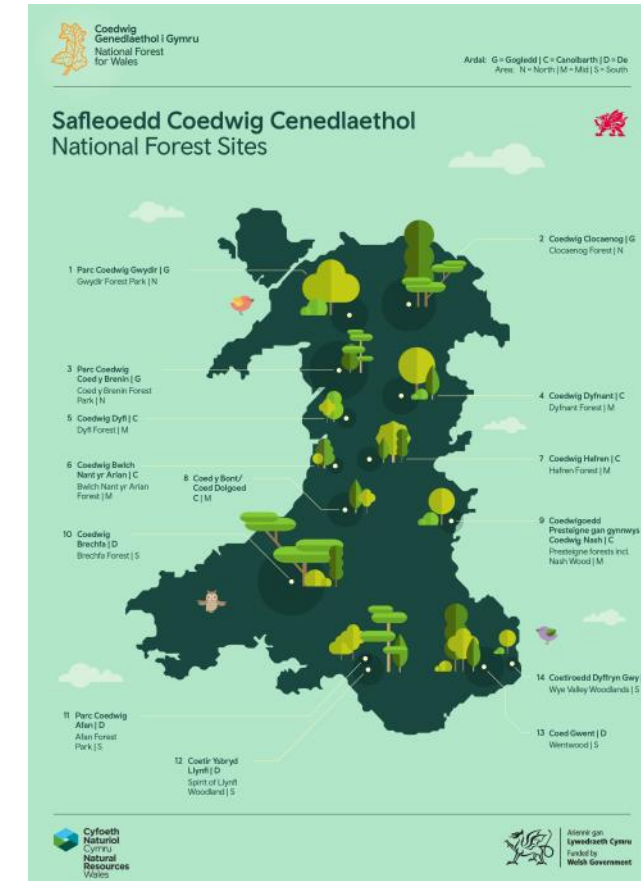 Coedwig
Genedlaethol i Gymru
National Forest
for Wales
Ardal: G = Gogledd | C = Canolbarth | D = De
Area: N = North | M = Mid | S = South
Safleoedd Coedwig Cenedlaethol
National Forest Sites
1 Parc Coedwig Gwydir | G
Gwydir Forest Park | N
2 Coedwig Clocaenog | G
Clocaenog Forest | N
3 Parc Coedwig
Coed y Brenin | G
Coed y Brenin Forest
Park | N
4 Coedwig Dyfnant | C
Dyfnant Forest | M
5 Coedwig Dyfi | C
Dyfi Forest | M
6 Coedwig Bwlch
Nant yr Arian | C
Bwlch Nant yr Arian
Forest | M
7 Coedwig Hafren | C
Hafren Forest | M
8 Coed y Bont/
Coed Dolgoed
C | M
9 Coedwigoedd
Presteigne gan gynnwys
Coedwig Nash | C
Presteigne forests incl.
Nash Wood | M
10 Coedwig
Brechfa | D
Brechfa Forest | S
11 Parc Coedwig
Afan | D
Afan Forest
Park | S
12 Coetir Ysbryd
Llynfi | D
Spirit of Llynfi
Woodland | S
14 Coetiroedd Dyffryn Gwy
Wye Valley Woodlands | S
13 Coed Gwent | D
Wentwood | S
Cyfoeth
Naturiol
Cymru
Natural
Resources
Wales
Ariennir gan
Lywodraeth Cymru
Funded by
Welsh Government